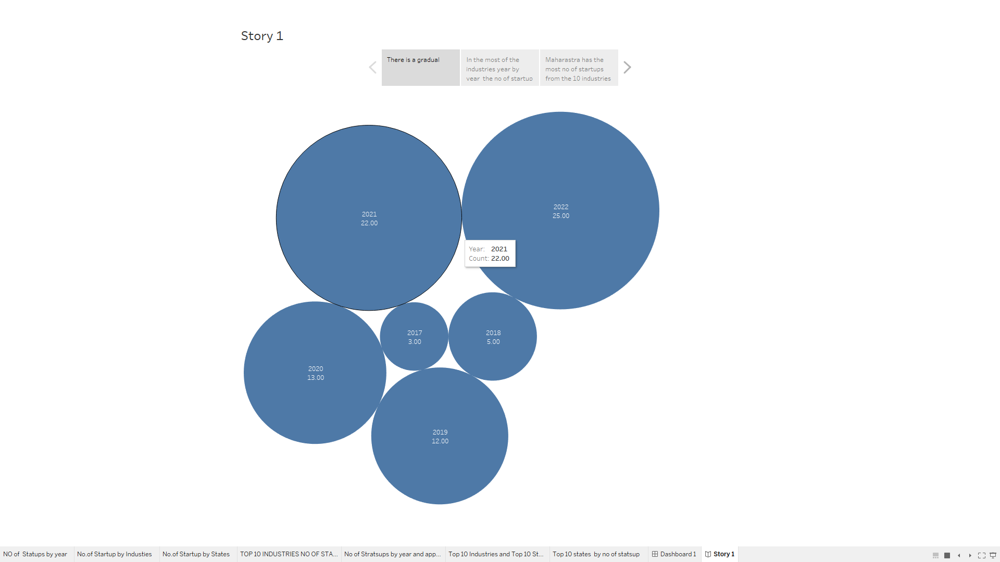 Story 1
There is a gradual
In the most of the
industries year by
year the no of startup
Maharastra has the
most no of startups
from the 10 industries
2021
22.00
2022
25.00
Year: 2021
Count: 22.00
2017
3.00
2018
5.00
2020
13.00
2019
12.00
NO of Statups by year
No.of Startup by Industies
No.of Startup by States
TOP 10 INDUSTRIES NO OF STA...
No of Stratsups by year and app...
Top 10 Industries and Top 10 St...
Top 10 states by no of statsup
Dashboard 1
Story 1